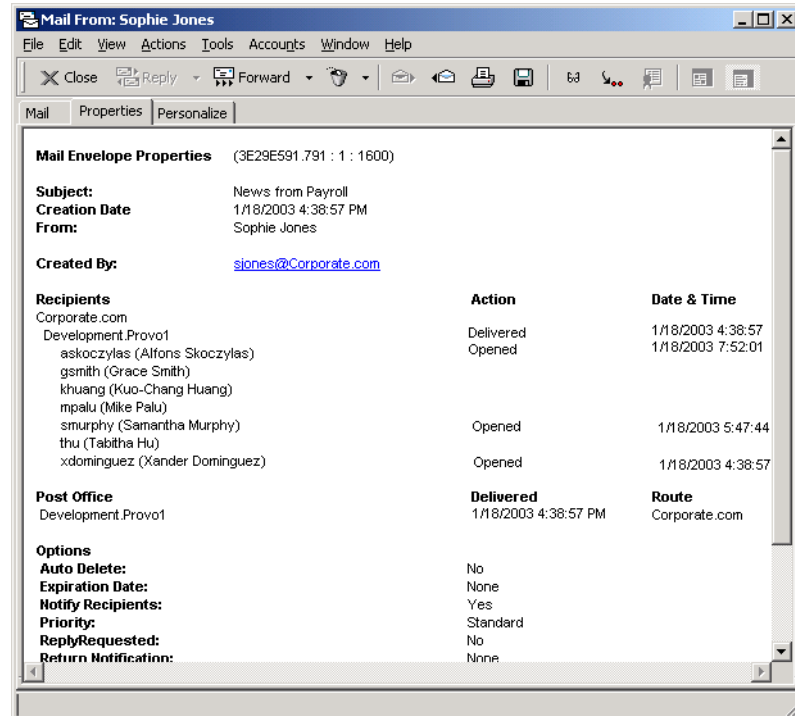 Mail From: Sophie Jones
File Edit View Actions Tools Accounts Window Help
Close Reply Forward
Mail Properties Personalize
Mail Envelope Properties (3E29E591.791 : 1 : 1600)
Subject: News from Payroll
Creation Date 1/18/2003 4:38:57 PM
From: Sophie Jones
Created By: sjones@Corporate.com
Recipients Action Date & Time
Corporate.com
Development.Provo1 Delivered 1/18/2003 4:38:57
askoczylas (Alfons Skoczylas) Opened 1/18/2003 7:52:01
gsmith (Grace Smith)
khuang (Kuo-Chang Huang)
mpalu (Mike Palu)
smurphy (Samantha Murphy) Opened 1/18/2003 5:47:44
thu (Tabitha Hu)
xdominguez (Xander Dominguez) Opened 1/18/2003 4:38:57
Post Office Delivered Route
Development.Provo1 1/18/2003 4:38:57 PM Corporate.com
Options
Auto Delete: No
Expiration Date: None
Notify Recipients: Yes
Priority: Standard
ReplyRequested: No
Return Notification: None